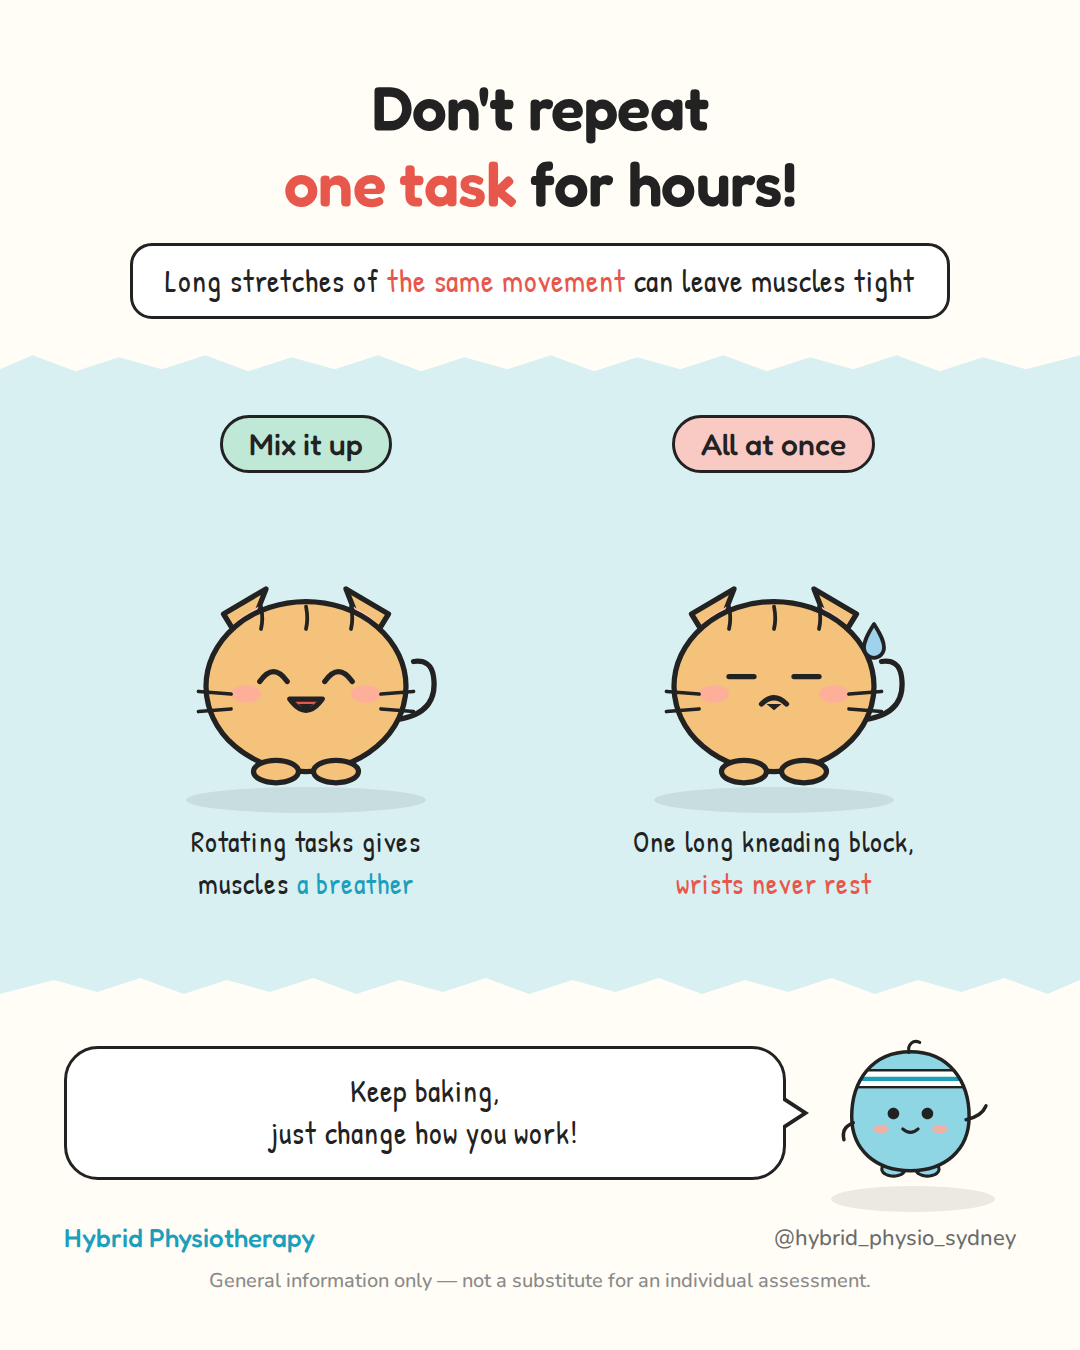 Don't repeat
one task for hours!
Long stretches of the same movement can leave muscles tight
Mix it up
All at once
Rotating tasks gives
muscles a breather
One long kneading block,
wrists never rest
Keep baking,
just change how you work!
Hybrid Physiotherapy
@hybrid_physio_sydney
General information only — not a substitute for an individual assessment.